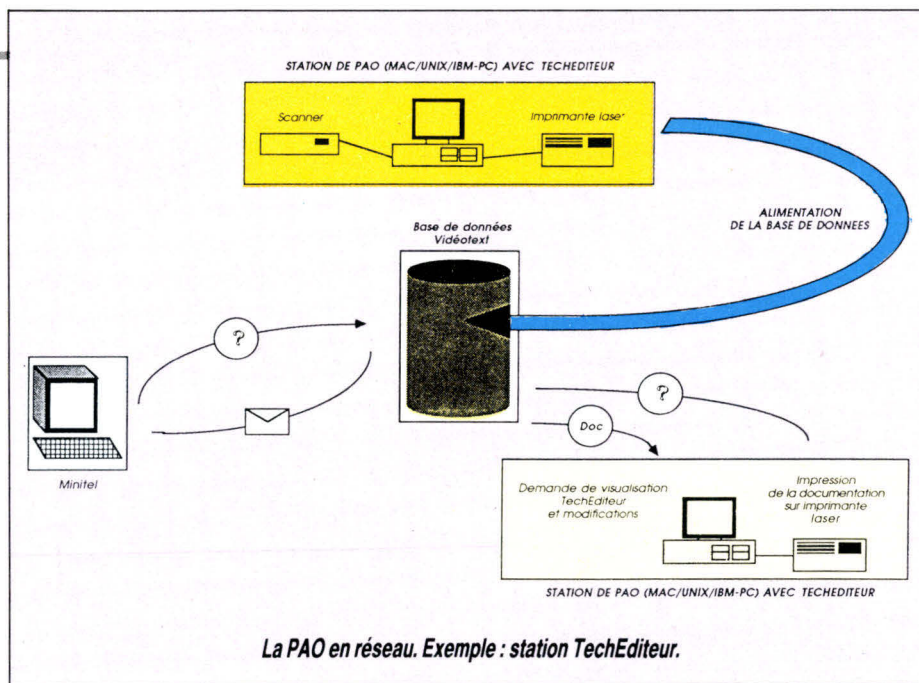 STATION DE PAO (MAC/UNIX/IBM-PC) AVEC TECHEDITEUR
Scanner
Imprimante laser
ALIMENTATION
DE LA BASE DE DONNEES
Base de données
Vidéotext
?
Minitel
?
Doc
Demande de visualisation
TechEditeur
et modifications
Impression
de la documentation
sur imprimante
laser
STATION DE PAO (MAC/UNIX/IBM-PC) AVEC TECHEDITEUR
La PAO en réseau. Exemple : station TechEditeur.